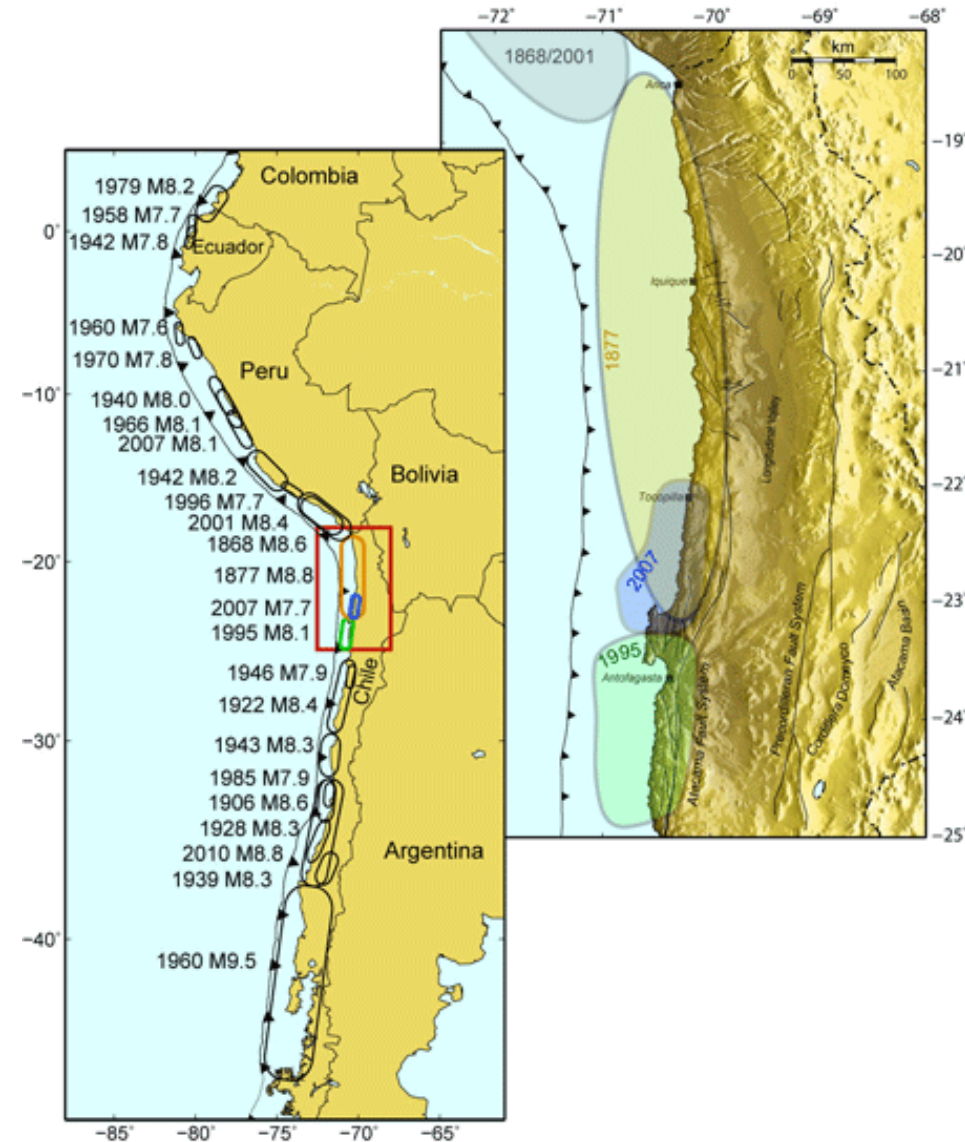 −72˚
−71˚
−70˚
−69˚
−68˚
1868/2001
km
0 50 100
Arica
−19˚
−20˚
Iquique
1877
−21˚
Longitudinal Valley
−22˚
Tocopilla
2007
−23˚
1995
Antofagasta
Atacama Fault System
Precordilleran Fault System
Cordillera Domeyco
Atacama Basin
−24˚
−25˚
Colombia
1979 M8.2
1958 M7.7
0˚
1942 M7.8
Ecuador
1960 M7.6
1970 M7.8
Peru
−10˚
1940 M8.0
1966 M8.1
2007 M8.1
1942 M8.2
Bolivia
1996 M7.7
2001 M8.4
1868 M8.6
−20˚
1877 M8.8
2007 M7.7
1995 M8.1
1946 M7.9
Chile
1922 M8.4
−30˚
1943 M8.3
1985 M7.9
1906 M8.6
1928 M8.3
2010 M8.8
Argentina
1939 M8.3
−40˚
1960 M9.5
−85˚
−80˚
−75˚
−70˚
−65˚